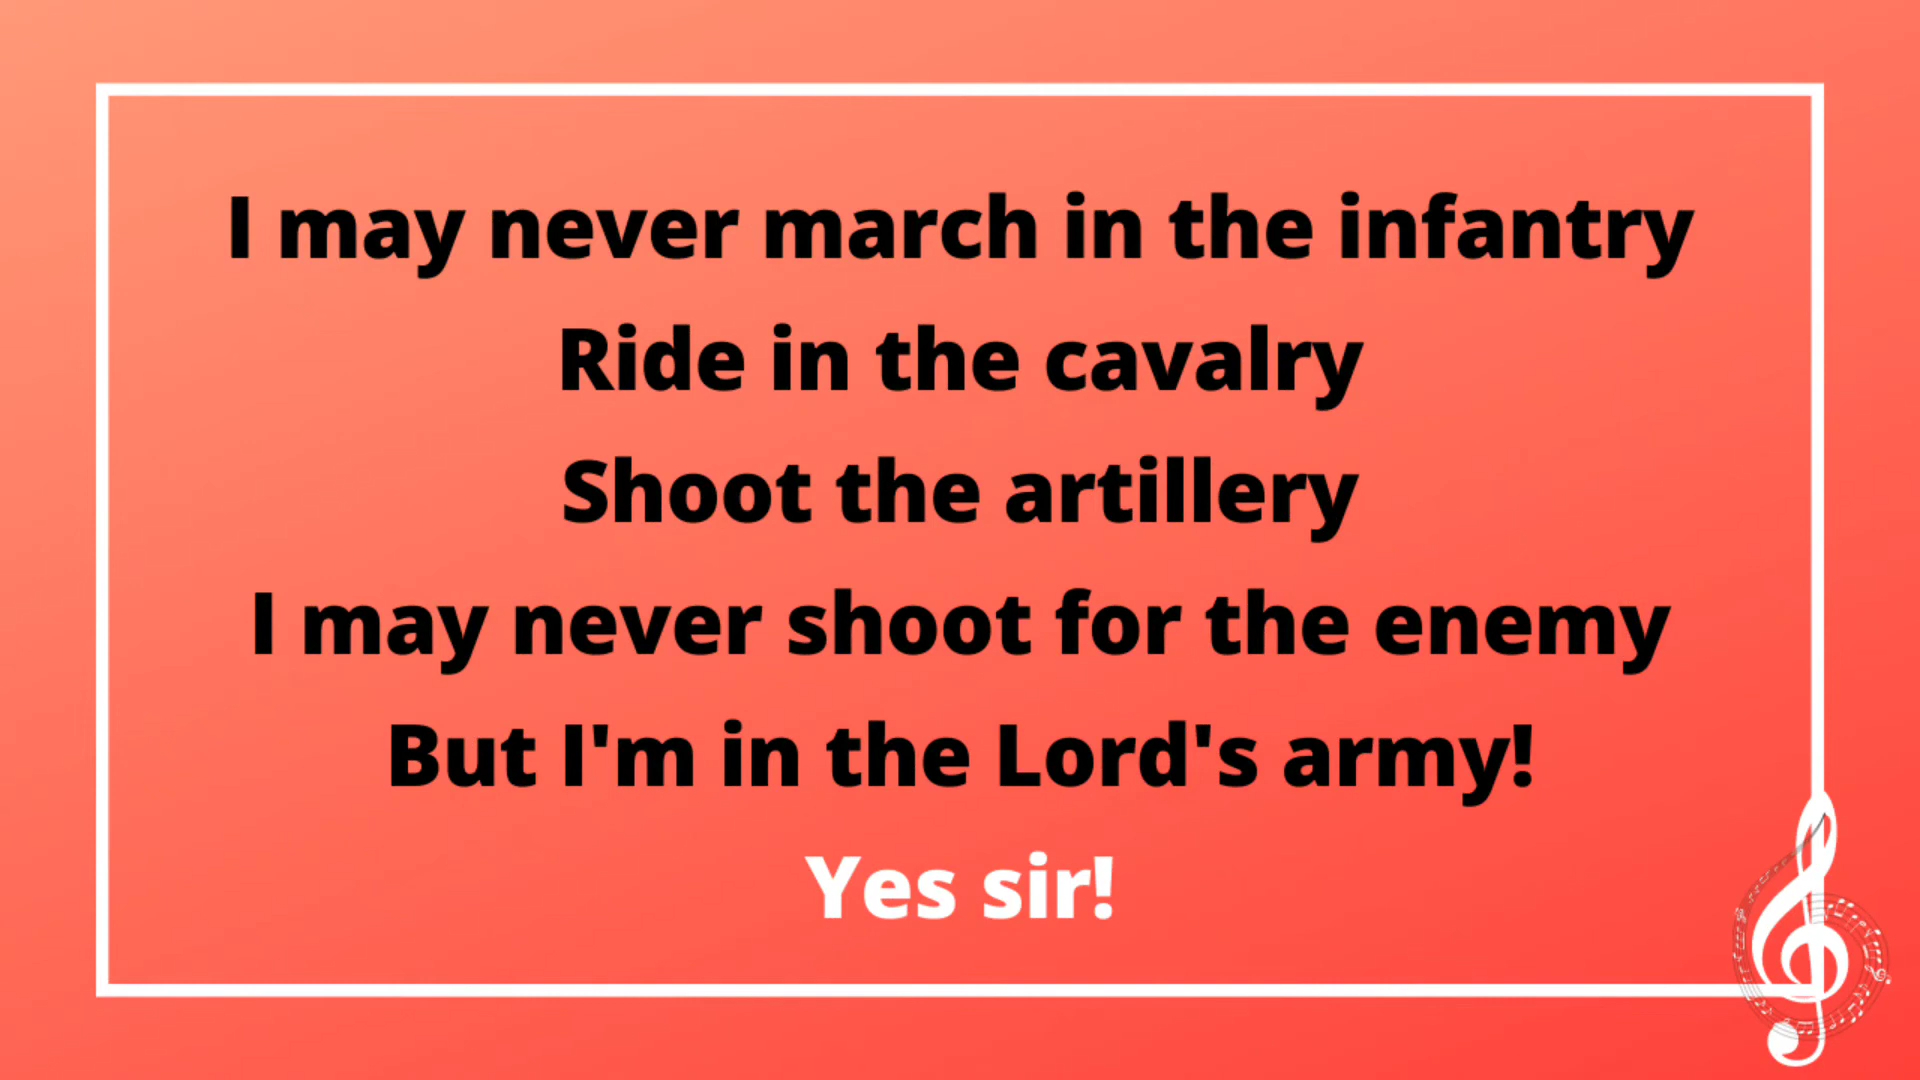 I may never march in the infantry
Ride in the cavalry
Shoot the artillery
I may never shoot for the enemy
But I'm in the Lord's army!
Yes sir!